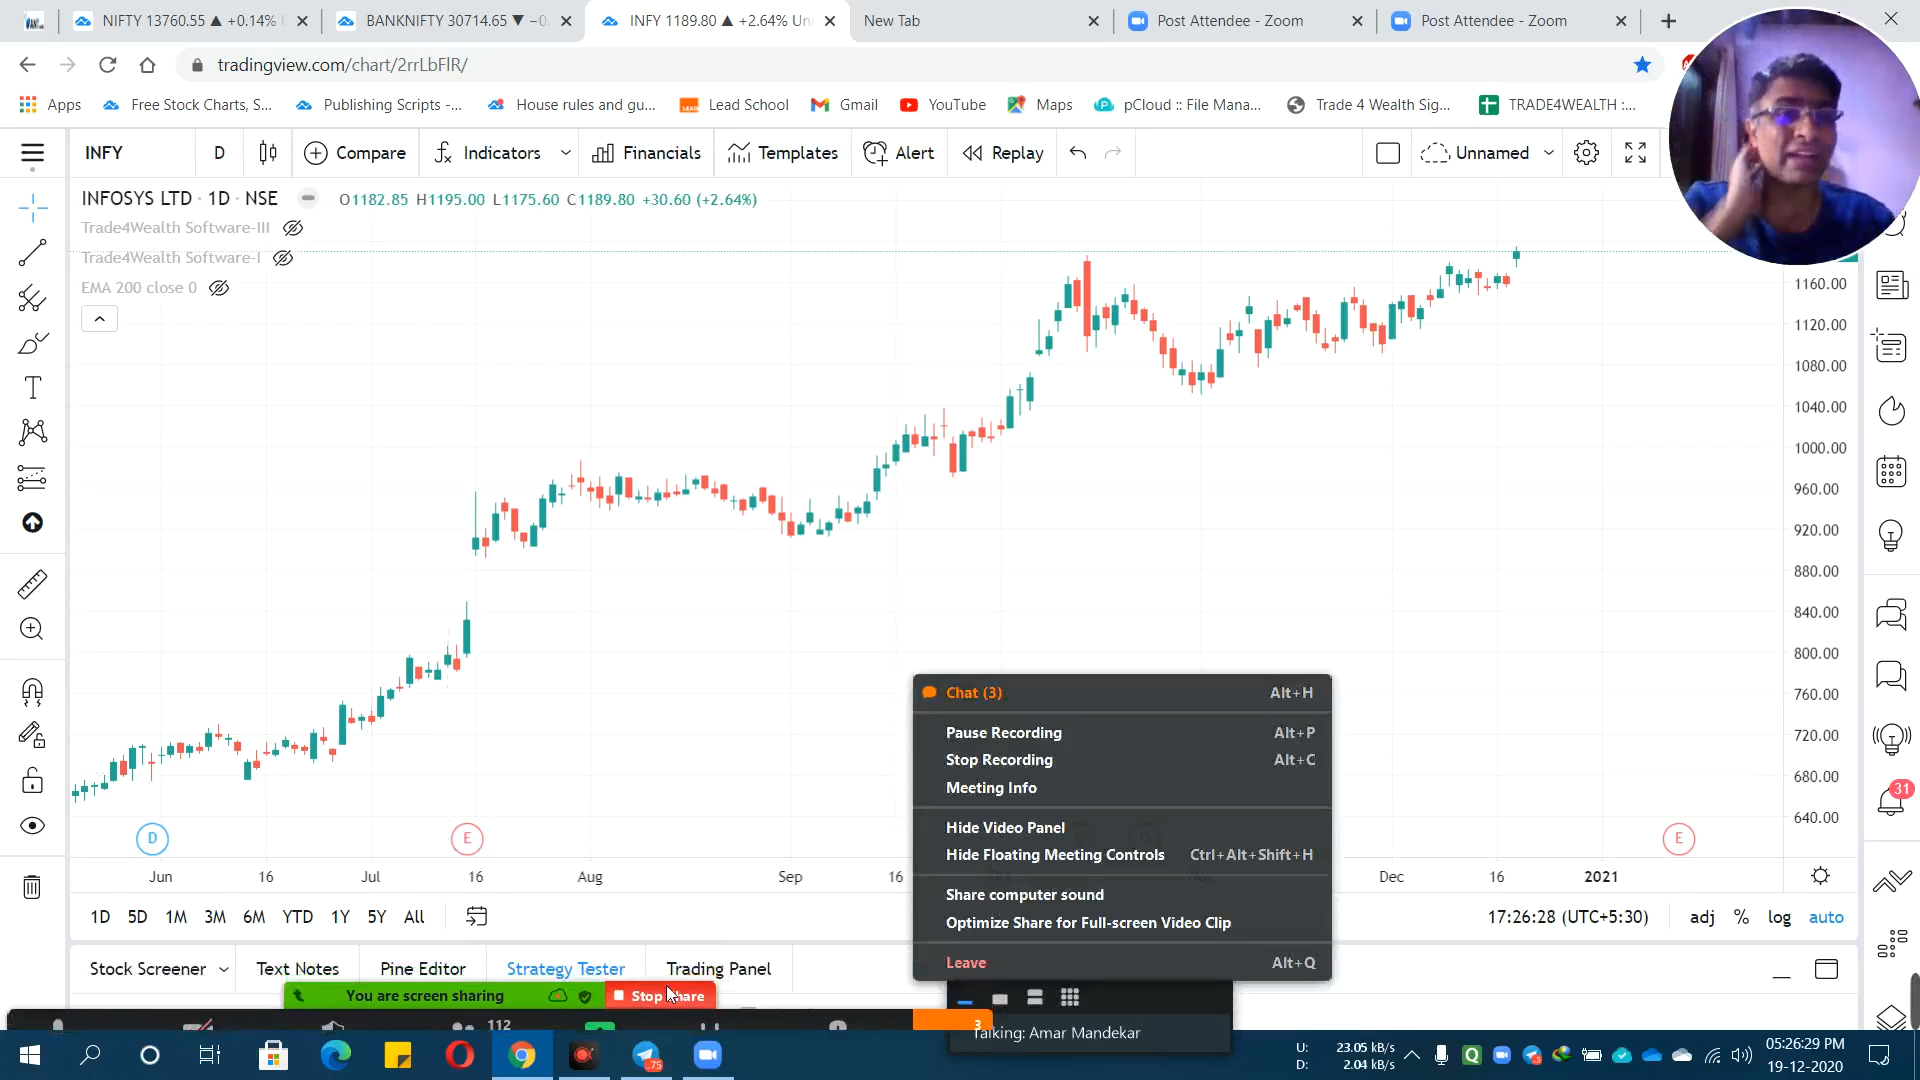 NIFTY 13760.55 ▲ +0.14%
BANKNIFTY 30714.65 ▼
INFY 1189.80 ▲ +2.64%
New Tab
Post Attendee - Zoom
Post Attendee - Zoom
tradingview.com/chart/2rrLbFlR/
Apps
Free Stock Charts, S...
Publishing Scripts -...
House rules and gu...
Lead School
Gmail
YouTube
Maps
pCloud :: File Mana...
Trade 4 Wealth Sig...
TRADE4WEALTH :...
INFY
D
Compare
Indicators
Financials
Templates
Alert
Replay
Unnamed
INFOSYS LTD · 1D · NSE
O1182.85 H1195.00 L1175.60 C1189.80 +30.60 (+2.64%)
Trade4Wealth Software-III
Trade4Wealth Software-I
EMA 200 close 0
1160.00
1120.00
1080.00
1040.00
1000.00
960.00
920.00
880.00
840.00
800.00
760.00
720.00
680.00
640.00
31
Chat (3) Alt+H
Pause Recording Alt+P
Stop Recording Alt+C
Meeting Info
Hide Video Panel
Hide Floating Meeting Controls Ctrl+Alt+Shift+H
Share computer sound
Optimize Share for Full-screen Video Clip
Leave Alt+Q
D
E
E
Jun 16 Jul 16 Aug Sep 16 Dec 16 2021
1D 5D 1M 3M 6M YTD 1Y 5Y All
17:26:28 (UTC+5:30)
adj % log auto
Stock Screener
Text Notes
Pine Editor
Strategy Tester
Trading Panel
You are screen sharing
Stop Share
112
3
Talking: Amar Mandekar
75
U: 23.05 kB/s
D: 2.04 kB/s
05:26:29 PM
19-12-2020